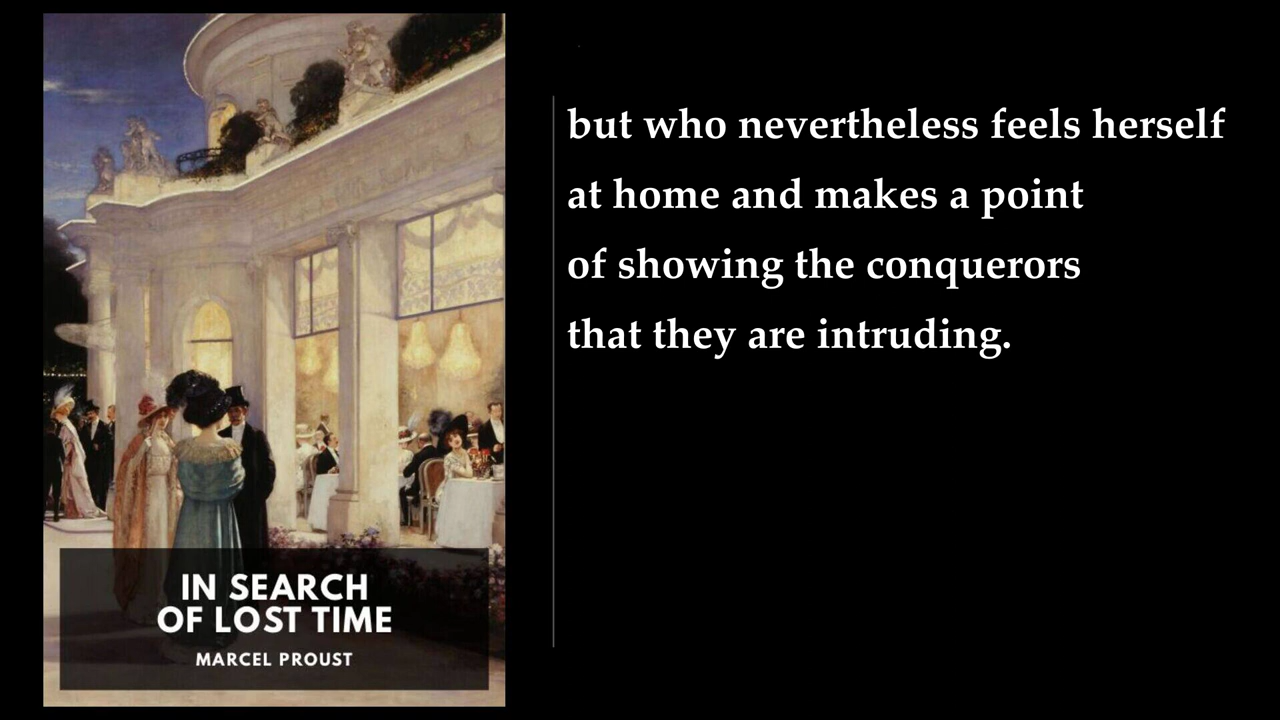 IN SEARCH
OF LOST TIME
MARCEL PROUST
but who nevertheless feels herself
at home and makes a point
of showing the conquerors
that they are intruding.